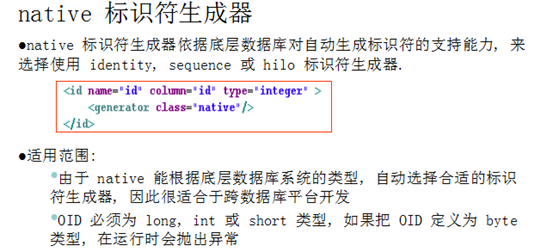 native 标识符生成器
●native 标识符生成器依据底层数据库对自动生成标识符的支持能力, 来
选择使用 identity, sequence 或 hilo 标识符生成器.
<id name="id" column="id" type="integer" >
<generator class="native"/>
</id>
●适用范围:
●由于 native 能根据底层数据库系统的类型, 自动选择合适的标识
符生成器, 因此很适合于跨数据库平台开发
●OID 必须为 long, int 或 short 类型, 如果把 OID 定义为 byte
类型, 在运行时会抛出异常